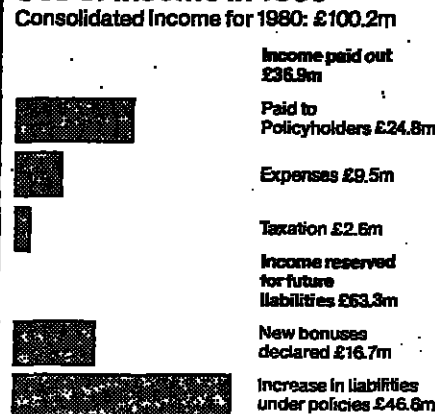 Consolidated Income for 1980: £100.2m
Income paid out
£36.9m
Paid to
Policyholders £24.8m
Expenses £9.5m
Taxation £2.6m
Income reserved
for future
liabilities £63.3m
New bonuses
declared £16.7m
Increase in liabilities
under policies £46.6m